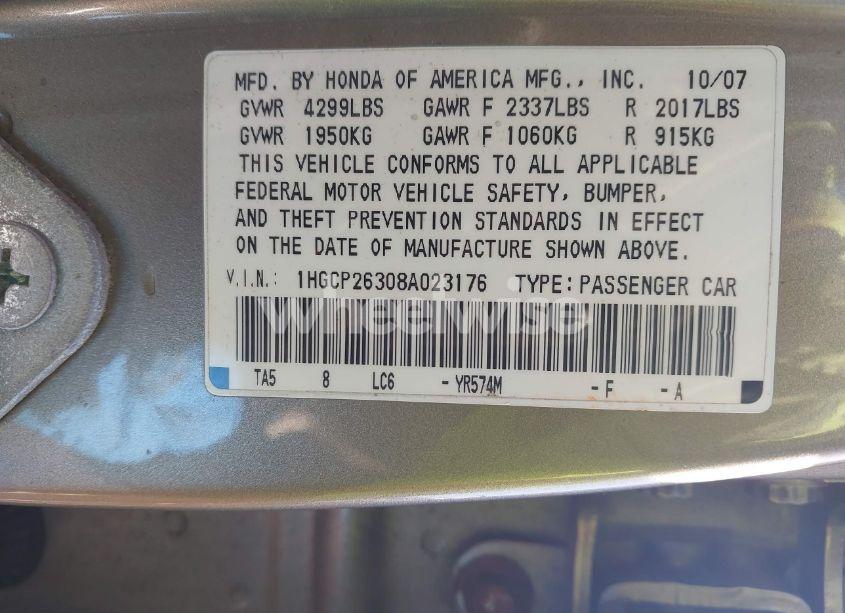 MFD. BY HONDA OF AMERICA MFG., INC. 10/07
GVWR 4299LBS GAWR F 2337LBS R 2017LBS
GVWR 1950KG GAWR F 1060KG R 915KG
THIS VEHICLE CONFORMS TO ALL APPLICABLE
FEDERAL MOTOR VEHICLE SAFETY, BUMPER,
AND THEFT PREVENTION STANDARDS IN EFFECT
ON THE DATE OF MANUFACTURE SHOWN ABOVE.
V.I.N.: 1HGCP26308A023176 TYPE: PASSENGER CAR
wheelwise
TA5 8 LC6 - YR574M - F - A